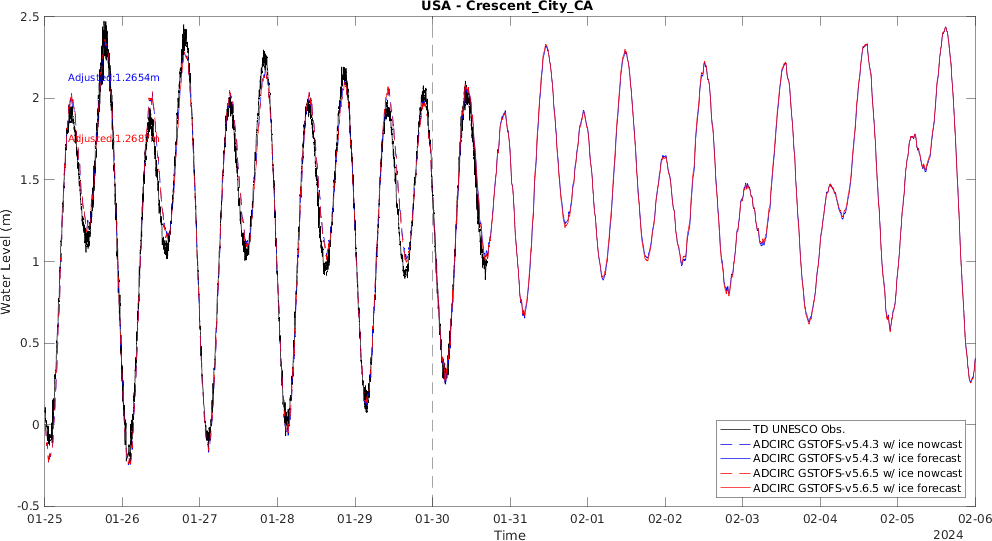 USA - Crescent_City_CA
Water Level (m)
2.5
2
1.5
1
0.5
0
-0.5
Adjusted:1.2654m
TD UNESCO Obs.
ADCIRC GSTOFS-v5.4.3 w/ ice nowcast
ADCIRC GSTOFS-v5.4.3 w/ ice forecast
ADCIRC GSTOFS-v5.6.5 w/ ice nowcast
ADCIRC GSTOFS-v5.6.5 w/ ice forecast
01-25 01-26 01-27 01-28 01-29 01-30 01-31 02-01 02-02 02-03 02-04 02-05 02-06
Time
2024